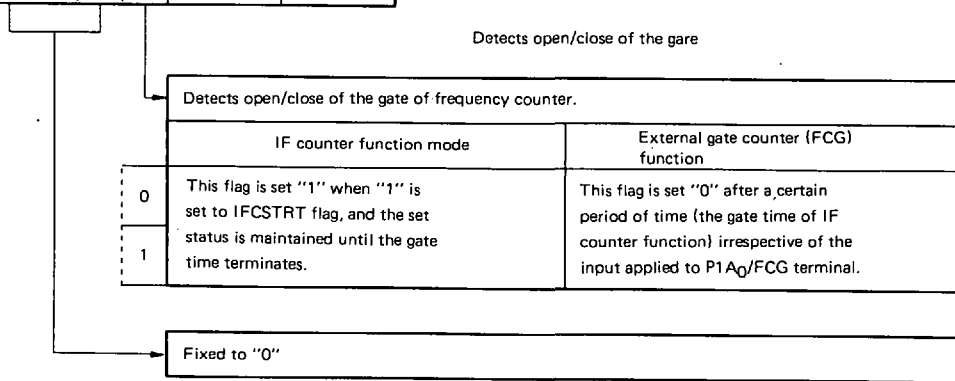 Detects open/close of the gare
Detects open/close of the gate of frequency counter.
IF counter function mode
External gate counter (FCG)
function
0
This flag is set "1" when "1" is
set to IFCSTRT flag, and the set
status is maintained until the gate
time terminates.
1
This flag is set "0" after a certain
period of time (the gate time of IF
counter function) irrespective of the
input applied to P1A0/FCG terminal.
Fixed to "0"